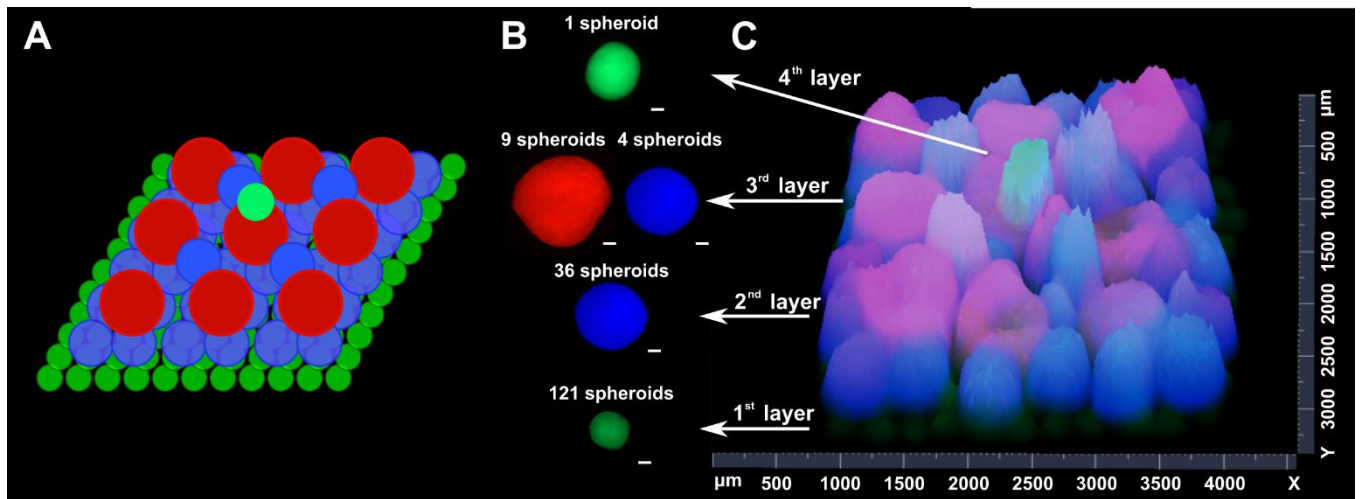 A
B
C
1 spheroid
4th layer
9 spheroids
4 spheroids
3rd layer
36 spheroids
2nd layer
121 spheroids
1st layer
µm
500
1000
1500
2000
2500
3000
Y
µm
500
1000
1500
2000
2500
3000
3500
4000
X